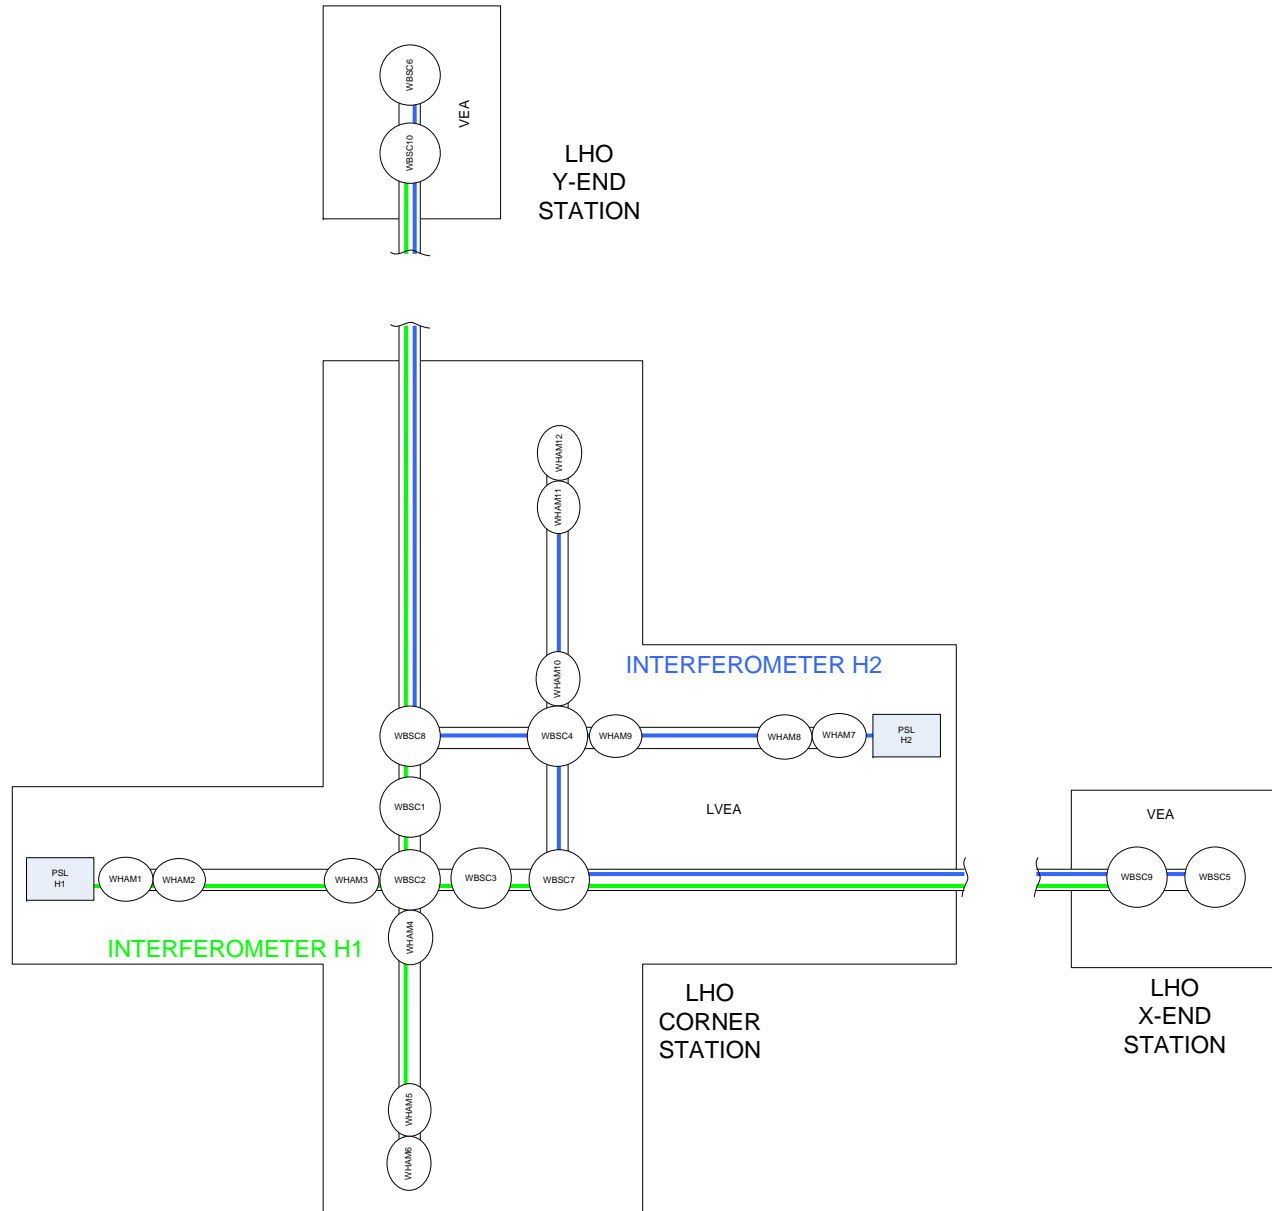 WBSC6
VEA
WBSC10
LHO
Y-END
STATION
WHAM12
WHAM11
INTERFEROMETER H2
WHAM10
WBSC8
WBSC4
WHAM9
WHAM8
WHAM7
PSL
H2
WBSC1
LVEA
VEA
PSL
H1
WHAM1
WHAM2
WHAM3
WBSC2
WBSC3
WBSC7
WBSC9
WBSC5
INTERFEROMETER H1
WHAM4
LHO
CORNER
STATION
LHO
X-END
STATION
WHAM5
WHAM6